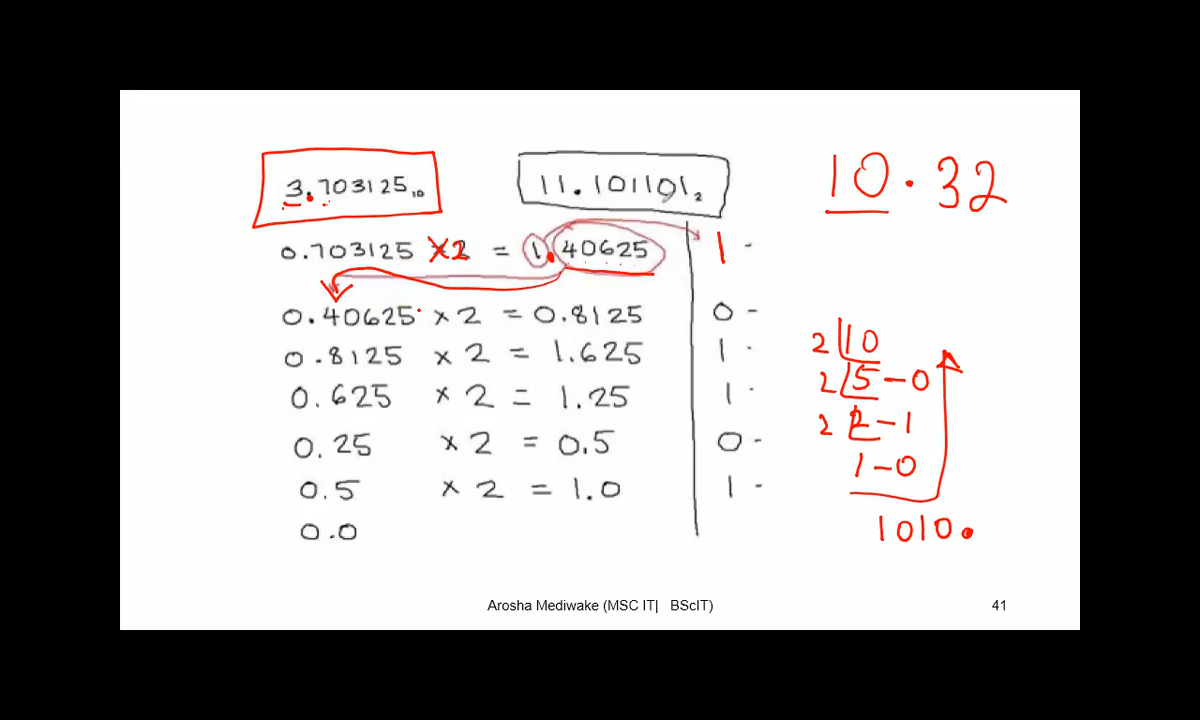 3.703125₁₀
11.101101₂
10.32
0.703125 ×2 = 1.40625 | 1 -
0.40625 × 2 = 0.8125 | 0 -
0.8125 × 2 = 1.625 | 1 -
0.625 × 2 = 1.25 | 1 -
0.25 × 2 = 0.5 | 0 -
0.5 × 2 = 1.0 | 1 -
0.0
2 10
2 5 - 0
2 2 - 1
1 - 0
1010.
Arosha Mediwake (MSC IT| BScIT)
41